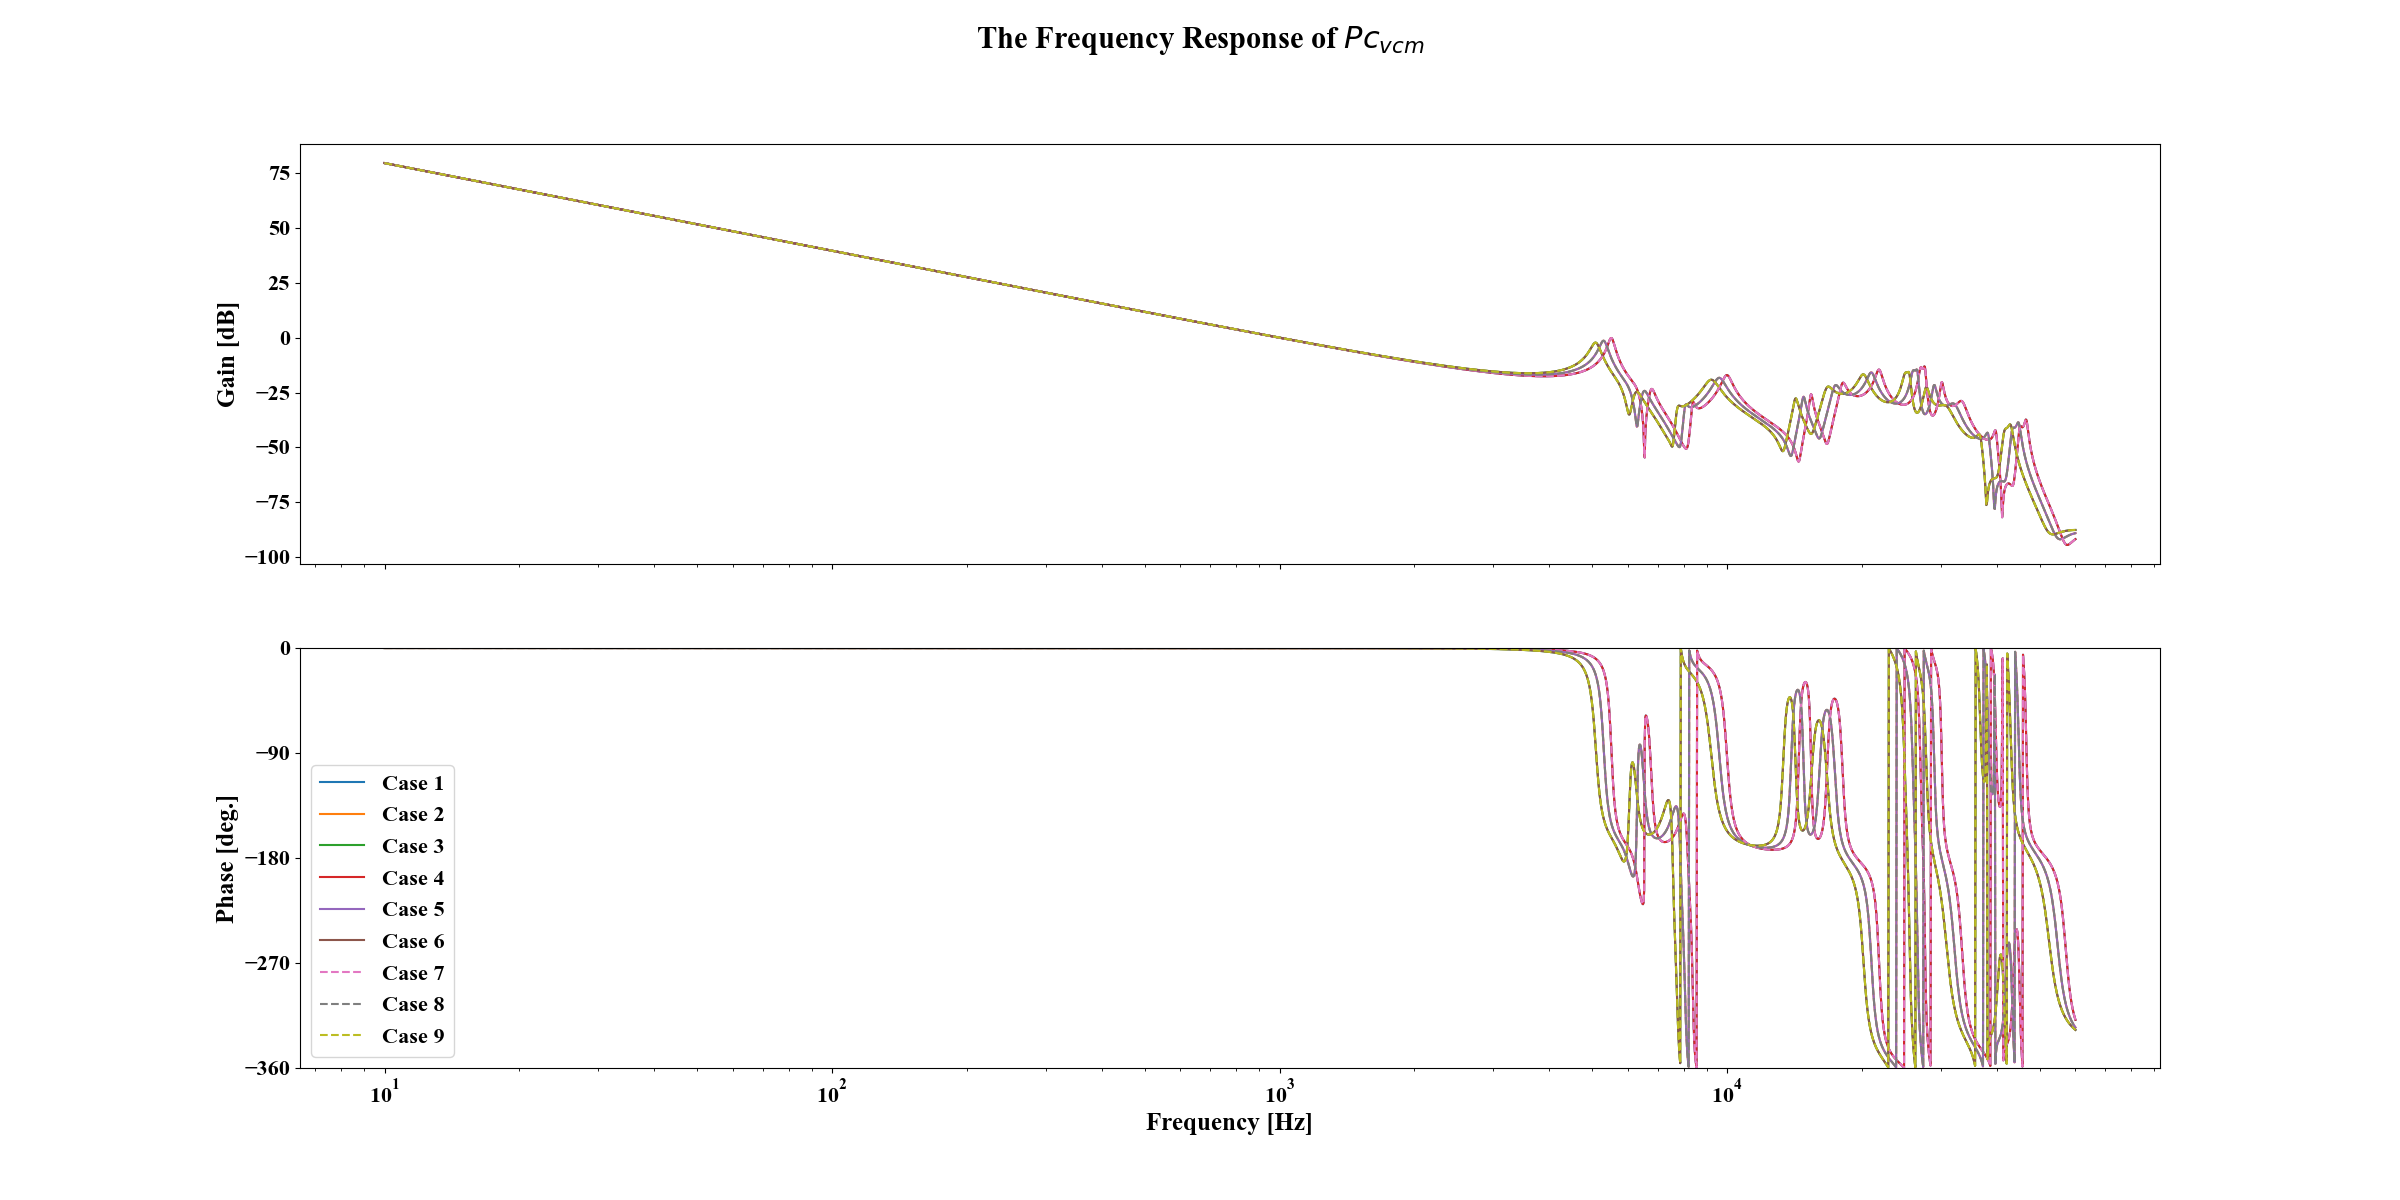 The Frequency Response of Pc_vcm
75
50
25
0
−25
−50
−75
−100
Gain [dB]
0
−90
−180
−270
−360
Phase [deg.]
Case 1
Case 2
Case 3
Case 4
Case 5
Case 6
Case 7
Case 8
Case 9
10^1 10^2 10^3 10^4
Frequency [Hz]